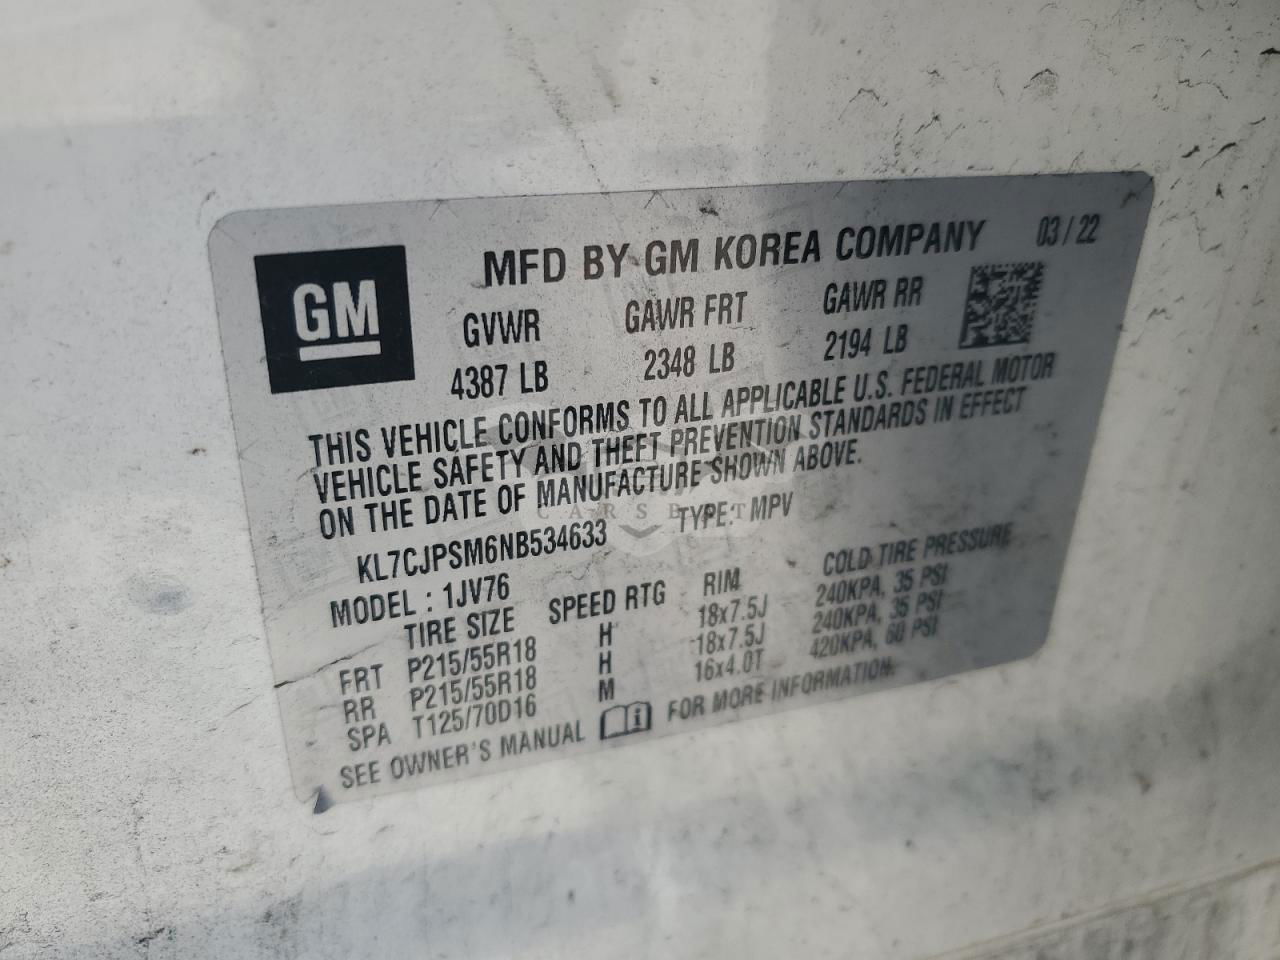 GM
MFD BY GM KOREA COMPANY 03/22
GVWR GAWR FRT GAWR RR
4387 LB 2348 LB 2194 LB
THIS VEHICLE CONFORMS TO ALL APPLICABLE U.S. FEDERAL MOTOR
VEHICLE SAFETY AND THEFT PREVENTION STANDARDS IN EFFECT
ON THE DATE OF MANUFACTURE SHOWN ABOVE.
KL7CJPSM6NB534633 TYPE: MPV
MODEL : 1JV76
TIRE SIZE SPEED RTG RIM COLD TIRE PRESSURE
FRT P215/55R18 H 18x7.5J 240KPA, 35 PSI
RR P215/55R18 H 18x7.5J 240KPA, 35 PSI
SPA T125/70D16 M 16x4.0T 420KPA, 60 PSI
SEE OWNER'S MANUAL FOR MORE INFORMATION.